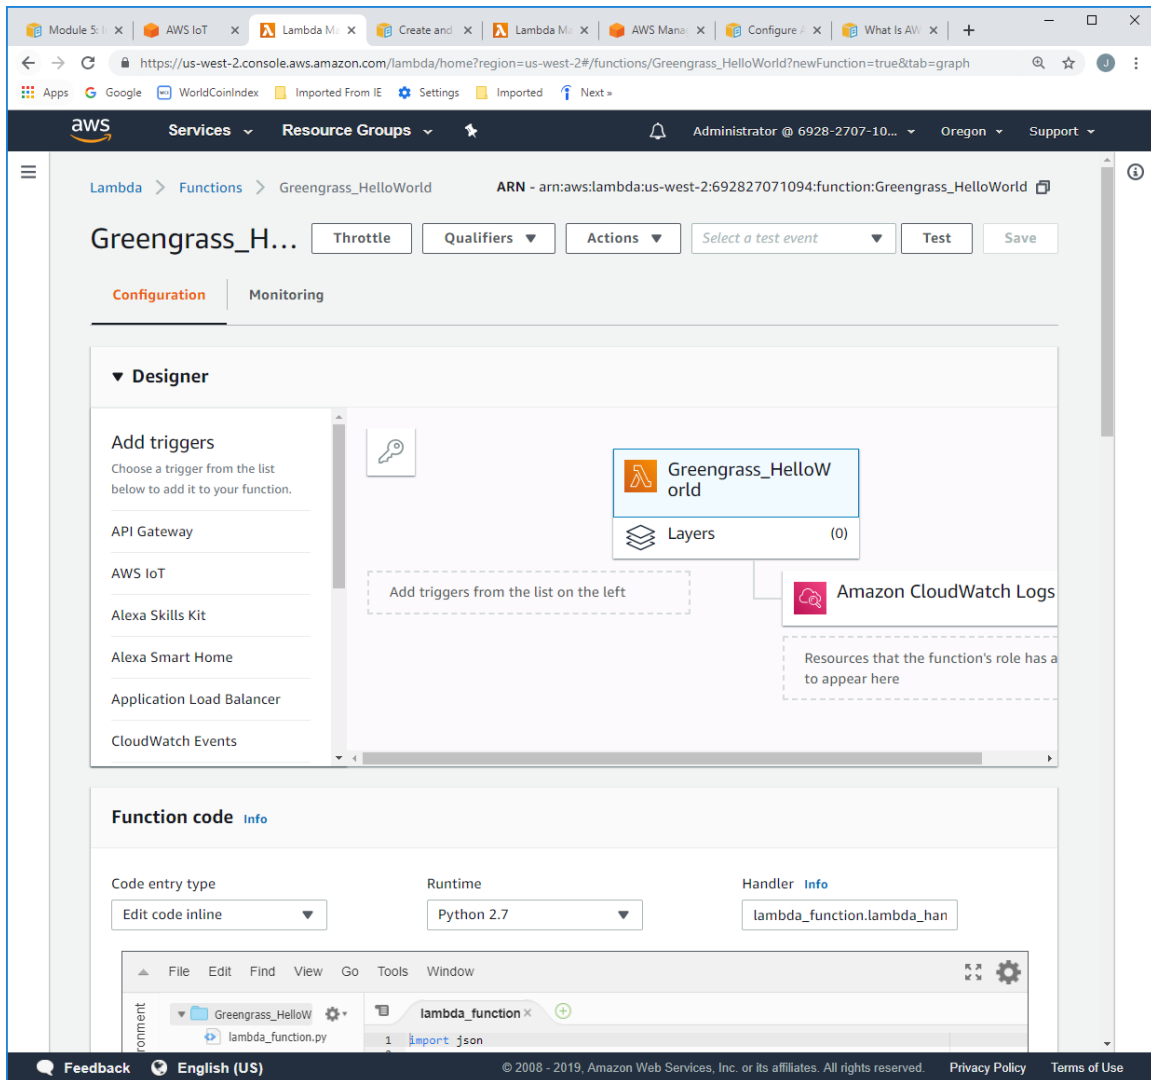 Module 5: I
AWS IoT
Lambda Ma
Create and
Lambda Ma
AWS Mana
Configure A
What Is AW
https://us-west-2.console.aws.amazon.com/lambda/home?region=us-west-2#/functions/Greengrass_HelloWorld?newFunction=true&tab=graph
J
Apps
Google
WorldCoinIndex
Imported From IE
Settings
Imported
Next »
aws
Services
Resource Groups
Administrator @ 6928-2707-10...
Oregon
Support
Lambda > Functions > Greengrass_HelloWorld
ARN - arn:aws:lambda:us-west-2:692827071094:function:Greengrass_HelloWorld
Greengrass_H...
Throttle
Qualifiers
Actions
Select a test event
Test
Save
Configuration
Monitoring
Designer
Add triggers
Choose a trigger from the list
below to add it to your function.
API Gateway
AWS IoT
Alexa Skills Kit
Alexa Smart Home
Application Load Balancer
CloudWatch Events
Greengrass_HelloW
orld
Layers
(0)
Add triggers from the list on the left
Amazon CloudWatch Logs
Resources that the function's role has a
to appear here
Function code Info
Code entry type
Edit code inline
Runtime
Python 2.7
Handler Info
lambda_function.lambda_han
File Edit Find View Go Tools Window
ronment
Greengrass_HelloW
lambda_function.py
lambda_function
1 import json
Feedback
English (US)
© 2008 - 2019, Amazon Web Services, Inc. or its affiliates. All rights reserved.
Privacy Policy
Terms of Use